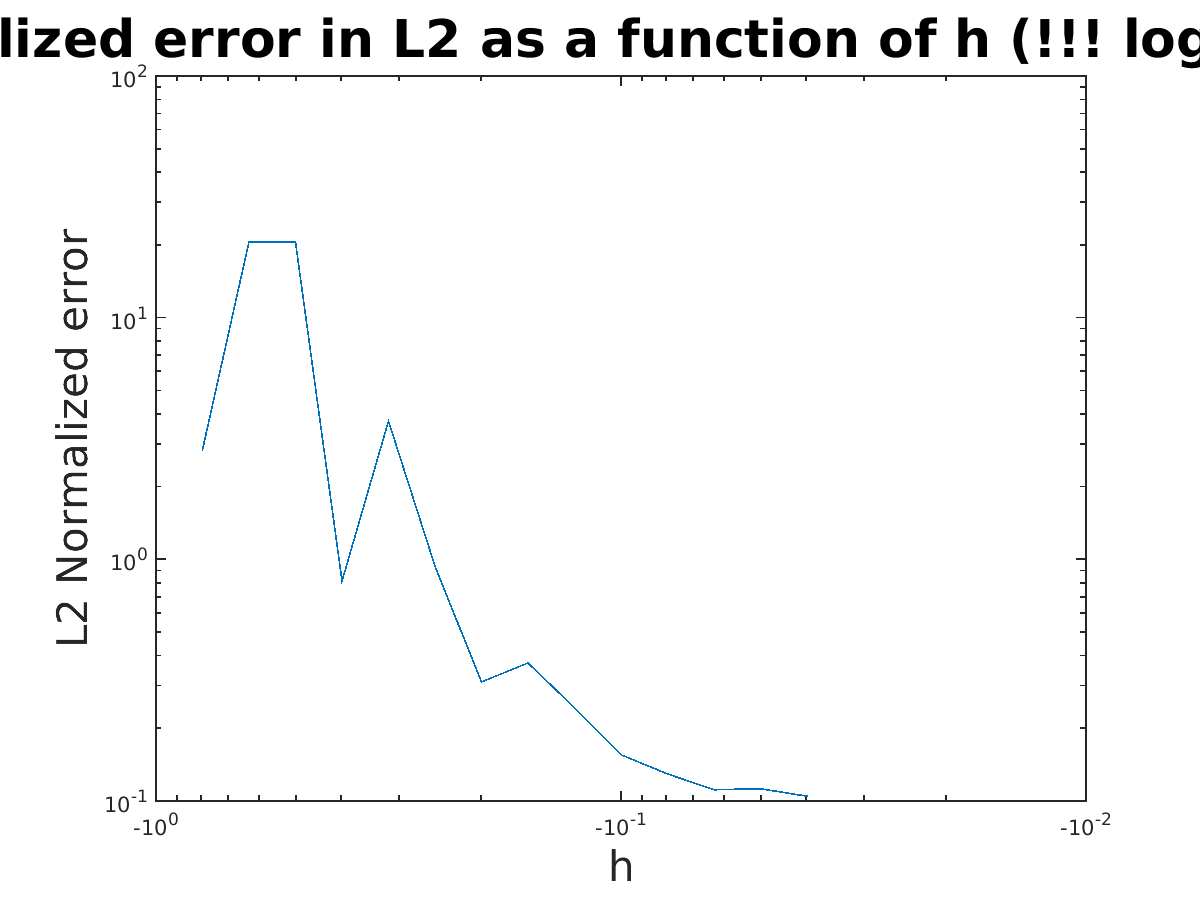 lized error in L2 as a function of h (!!! log
10^2
10^1
10^0
10^-1
L2 Normalized error
-10^0 -10^-1 -10^-2
h